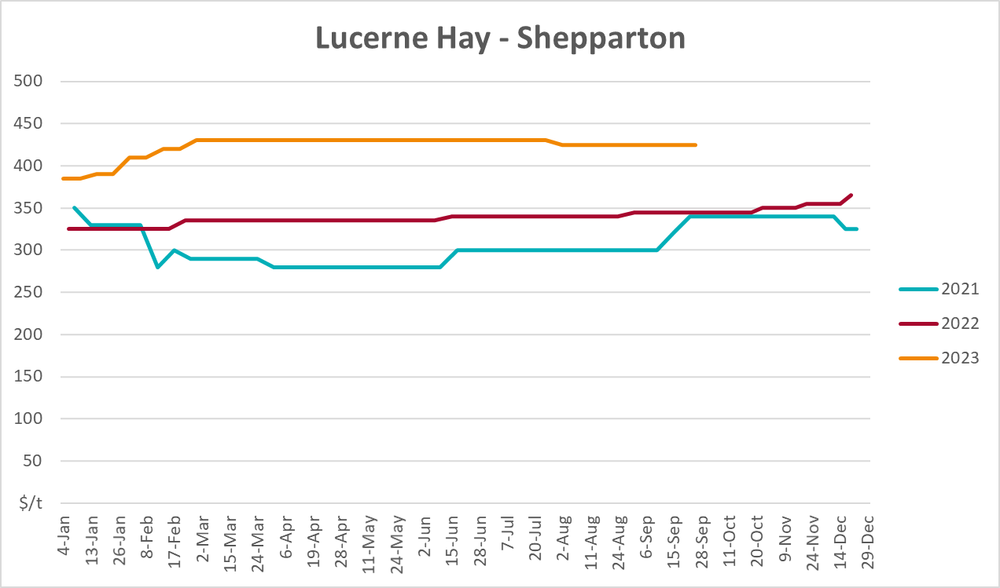 Lucerne Hay - Shepparton
500
450
400
350
300
250
200
150
100
50
$/t
4-Jan
13-Jan
26-Jan
8-Feb
17-Feb
2-Mar
15-Mar
24-Mar
6-Apr
19-Apr
28-Apr
11-May
24-May
2-Jun
15-Jun
28-Jun
7-Jul
20-Jul
2-Aug
11-Aug
24-Aug
6-Sep
15-Sep
28-Sep
11-Oct
20-Oct
9-Nov
24-Nov
14-Dec
29-Dec
2021
2022
2023